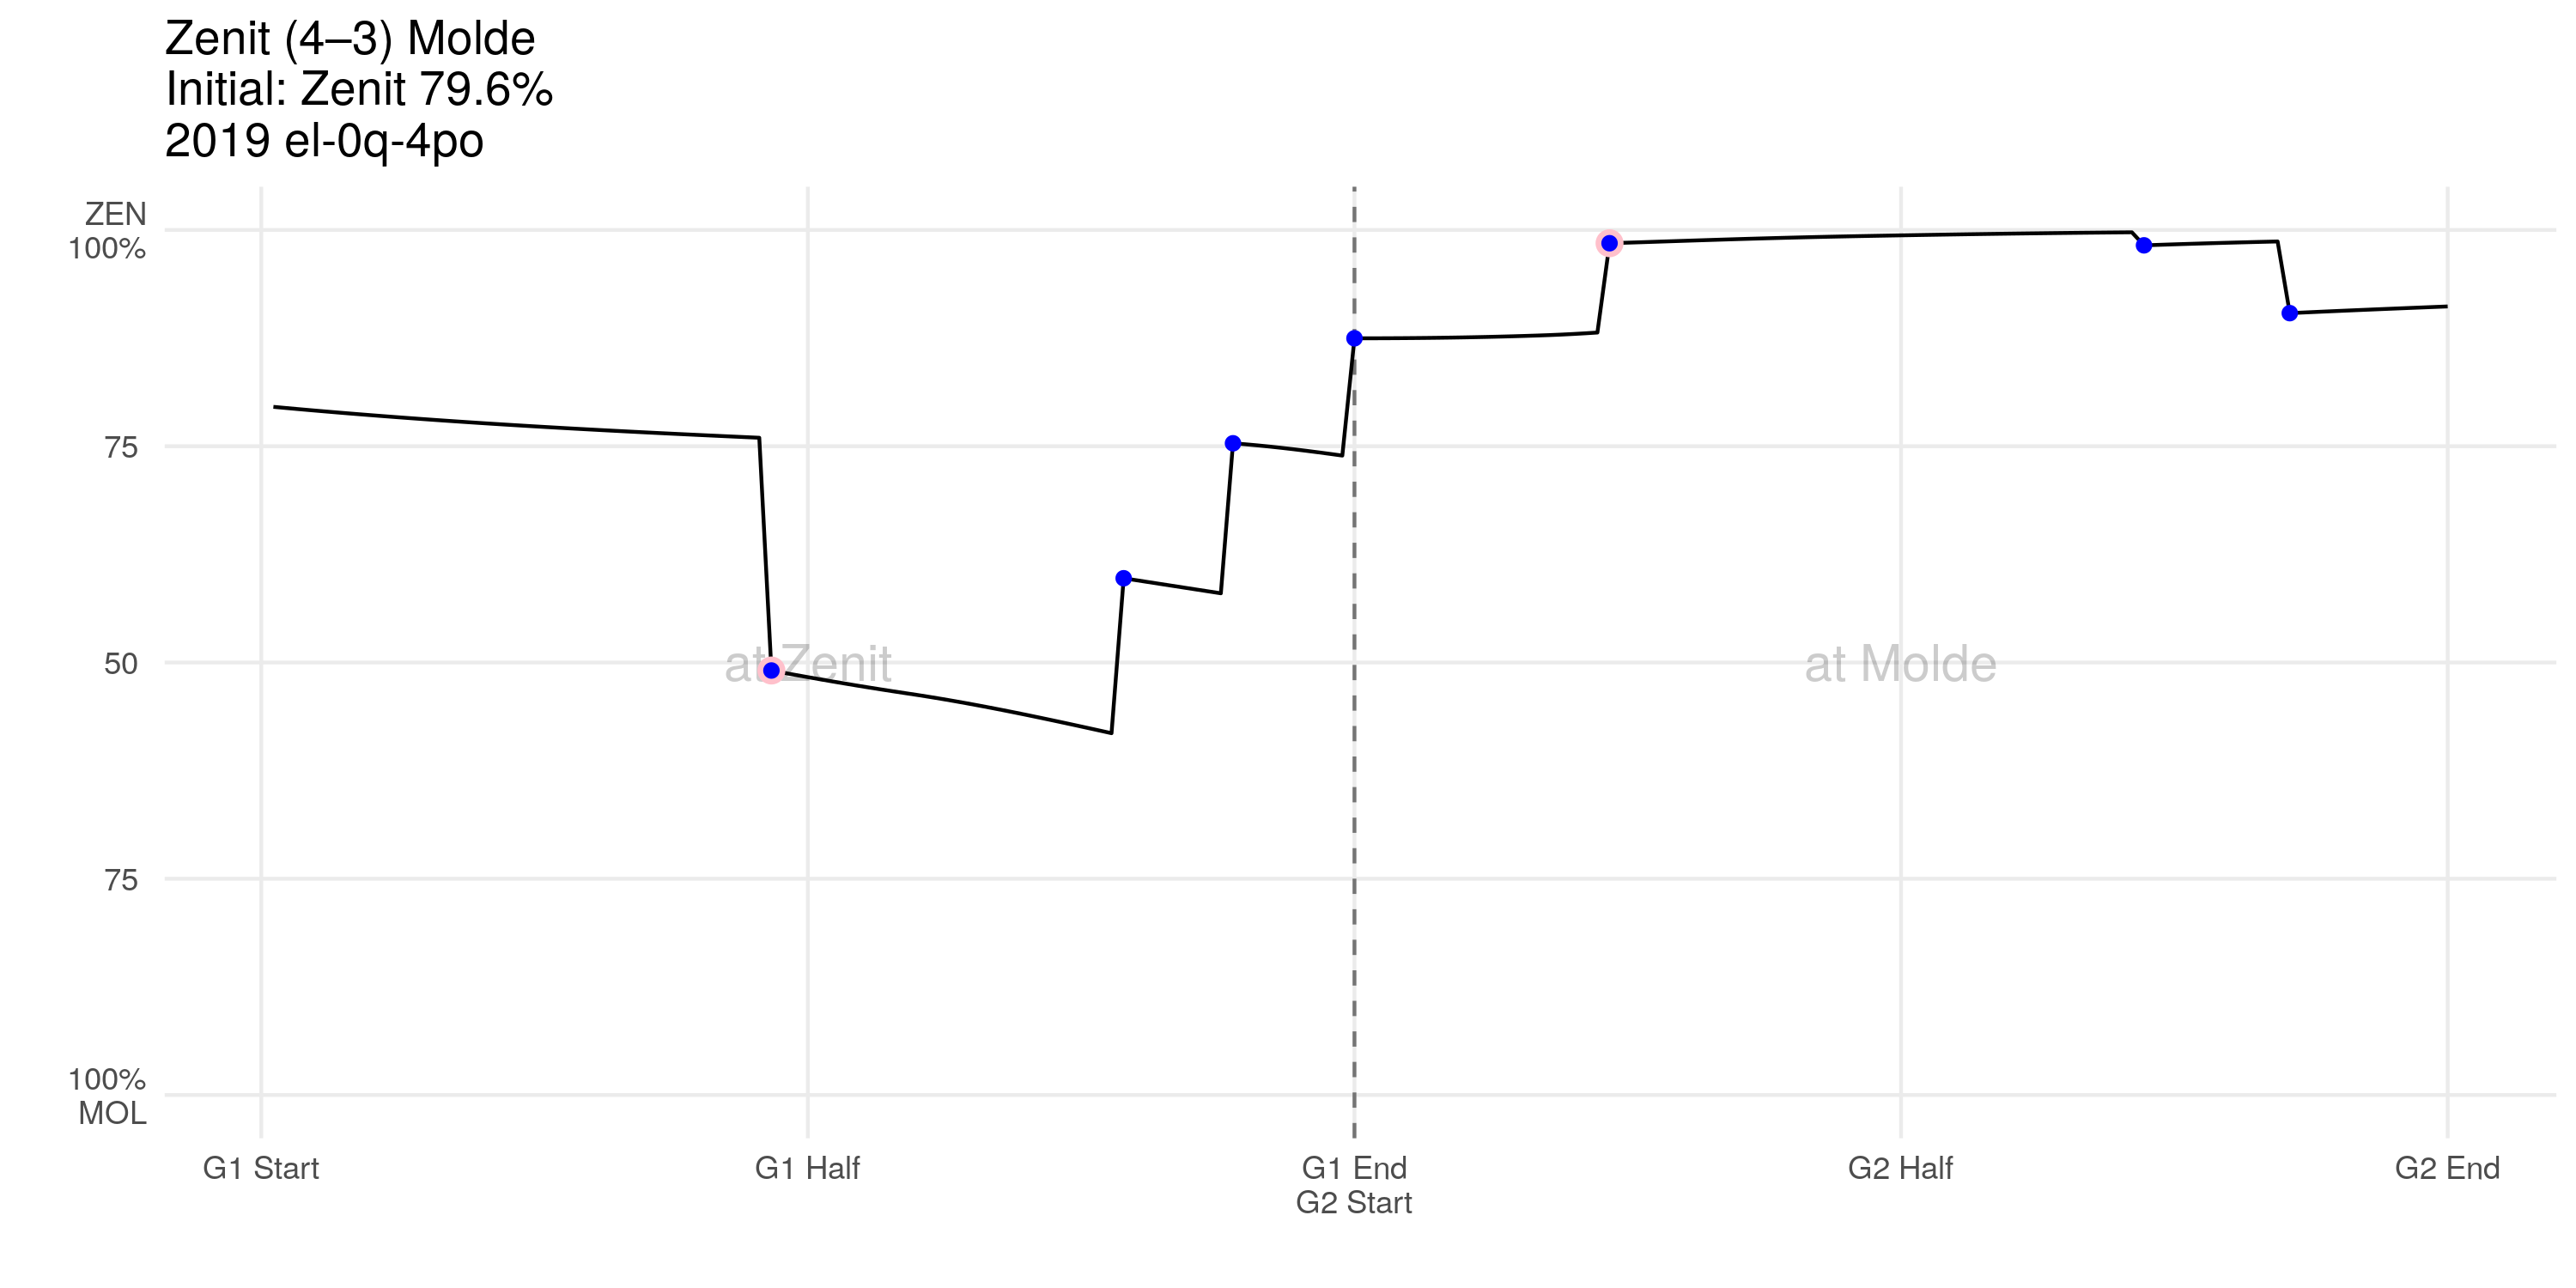 Zenit (4–3) Molde
Initial: Zenit 79.6%
2019 el-0q-4po
ZEN
100%
75
50
75
100%
MOL
at Zenit
at Molde
G1 Start
G1 Half
G1 End
G2 Start
G2 Half
G2 End